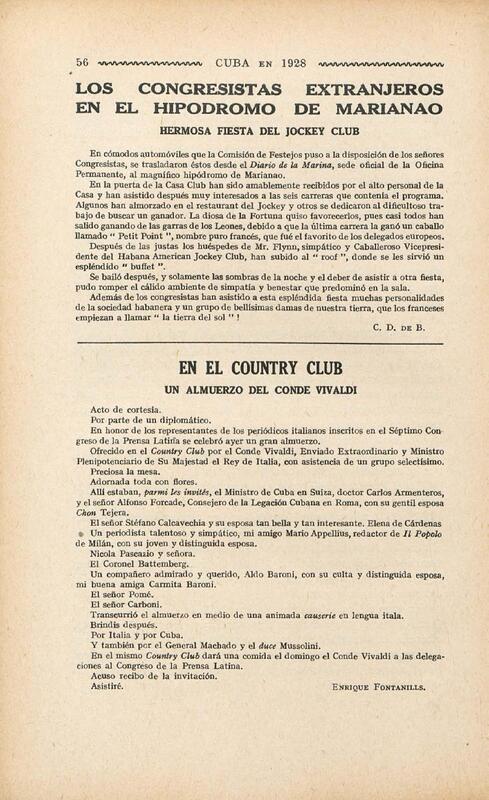 56 CUBA EN 1928
LOS CONGRESISTAS EXTRANJEROS
EN EL HIPODROMO DE MARIANAO
HERMOSA FIESTA DEL JOCKEY CLUB
En cómodos automóviles que la Comisión de Festejos puso a la disposición de los señores
Congresistas, se trasladaron éstos desde el Diario de la Marina, sede oficial de la Oficina
Permanente, al magnífico hipódromo de Marianao.
En la puerta de la Casa Club han sido amablemente recibidos por el alto personal de la
Casa y han asistido después muy interesados a las seis carreras que contenía el programa.
Algunos han almorzado en el restaurant del Jockey y otros se dedicaron al dificultoso tra-
bajo de buscar un ganador. La diosa de la Fortuna quiso favorecerlos, pues casi todos han
salido ganando de las garras de los Leones, debido a que la última carrera la ganó un caballo
llamado " Petit Point ", nombre puro francés, que fué el favorito de los delegados europeos.
Después de las justas los huéspedes de Mr. Flynn, simpático y Caballeroso Vicepresi-
dente del Habana American Jockey Club, han subido al " roof ", donde se les sirvió un
espléndido " buffet ".
Se bailó después, y solamente las sombras de la noche y el deber de asistir a otra fiesta,
pudo romper el cálido ambiente de simpatía y benestar que predominó en la sala.
Además de los congresistas han asistido a esta espléndida fiesta muchas personalidades
de la sociedad habanera y un grupo de bellísimas damas de nuestra tierra, que los franceses
empiezan a llamar " la tierra del sol " !
C. D. DE B.
EN EL COUNTRY CLUB
UN ALMUERZO DEL CONDE VIVALDI
Acto de cortesía.
Por parte de un diplomático.
En honor de los representantes de los periódicos italianos inscritos en el Séptimo Con-
greso de la Prensa Latina se celebró ayer un gran almuerzo.
Ofrecido en el Country Club por el Conde Vivaldi, Enviado Extraordinario y Ministro
Plenipotenciario de Su Majestad el Rey de Italia, con asistencia de un grupo selectísimo.
Preciosa la mesa.
Adornada toda con flores.
Allí estaban, parmi les invités, el Ministro de Cuba en Suiza, doctor Carlos Armenteros,
y el señor Alfonso Forcade, Consejero de la Legación Cubana en Roma, con su gentil esposa
Chon Tejera.
El señor Stéfano Calcavechia y su esposa tan bella y tan interesante. Elena de Cárdenas
Un periodista talentoso y simpático, mi amigo Mario Appellius, redactor de Il Popolo
de Milán, con su joven y distinguida esposa.
Nicola Pascazio y señora.
El Coronel Battemberg.
Un compañero admirado y querido, Aldo Baroni, con su culta y distinguida esposa,
mi buena amiga Carmita Baroni.
El señor Pomé.
El señor Carboni.
Transcurrió el almuerzo en medio de una animada causerie en lengua itala.
Brindis después.
Por Italia y por Cuba.
Y también por el General Machado y el duce Mussolini.
En el mismo Country Club dará una comida el domingo el Conde Vivaldi a las delega-
ciones al Congreso de la Prensa Latina.
Acuso recibo de la invitación.
Asistiré. ENRIQUE FONTANILLS.